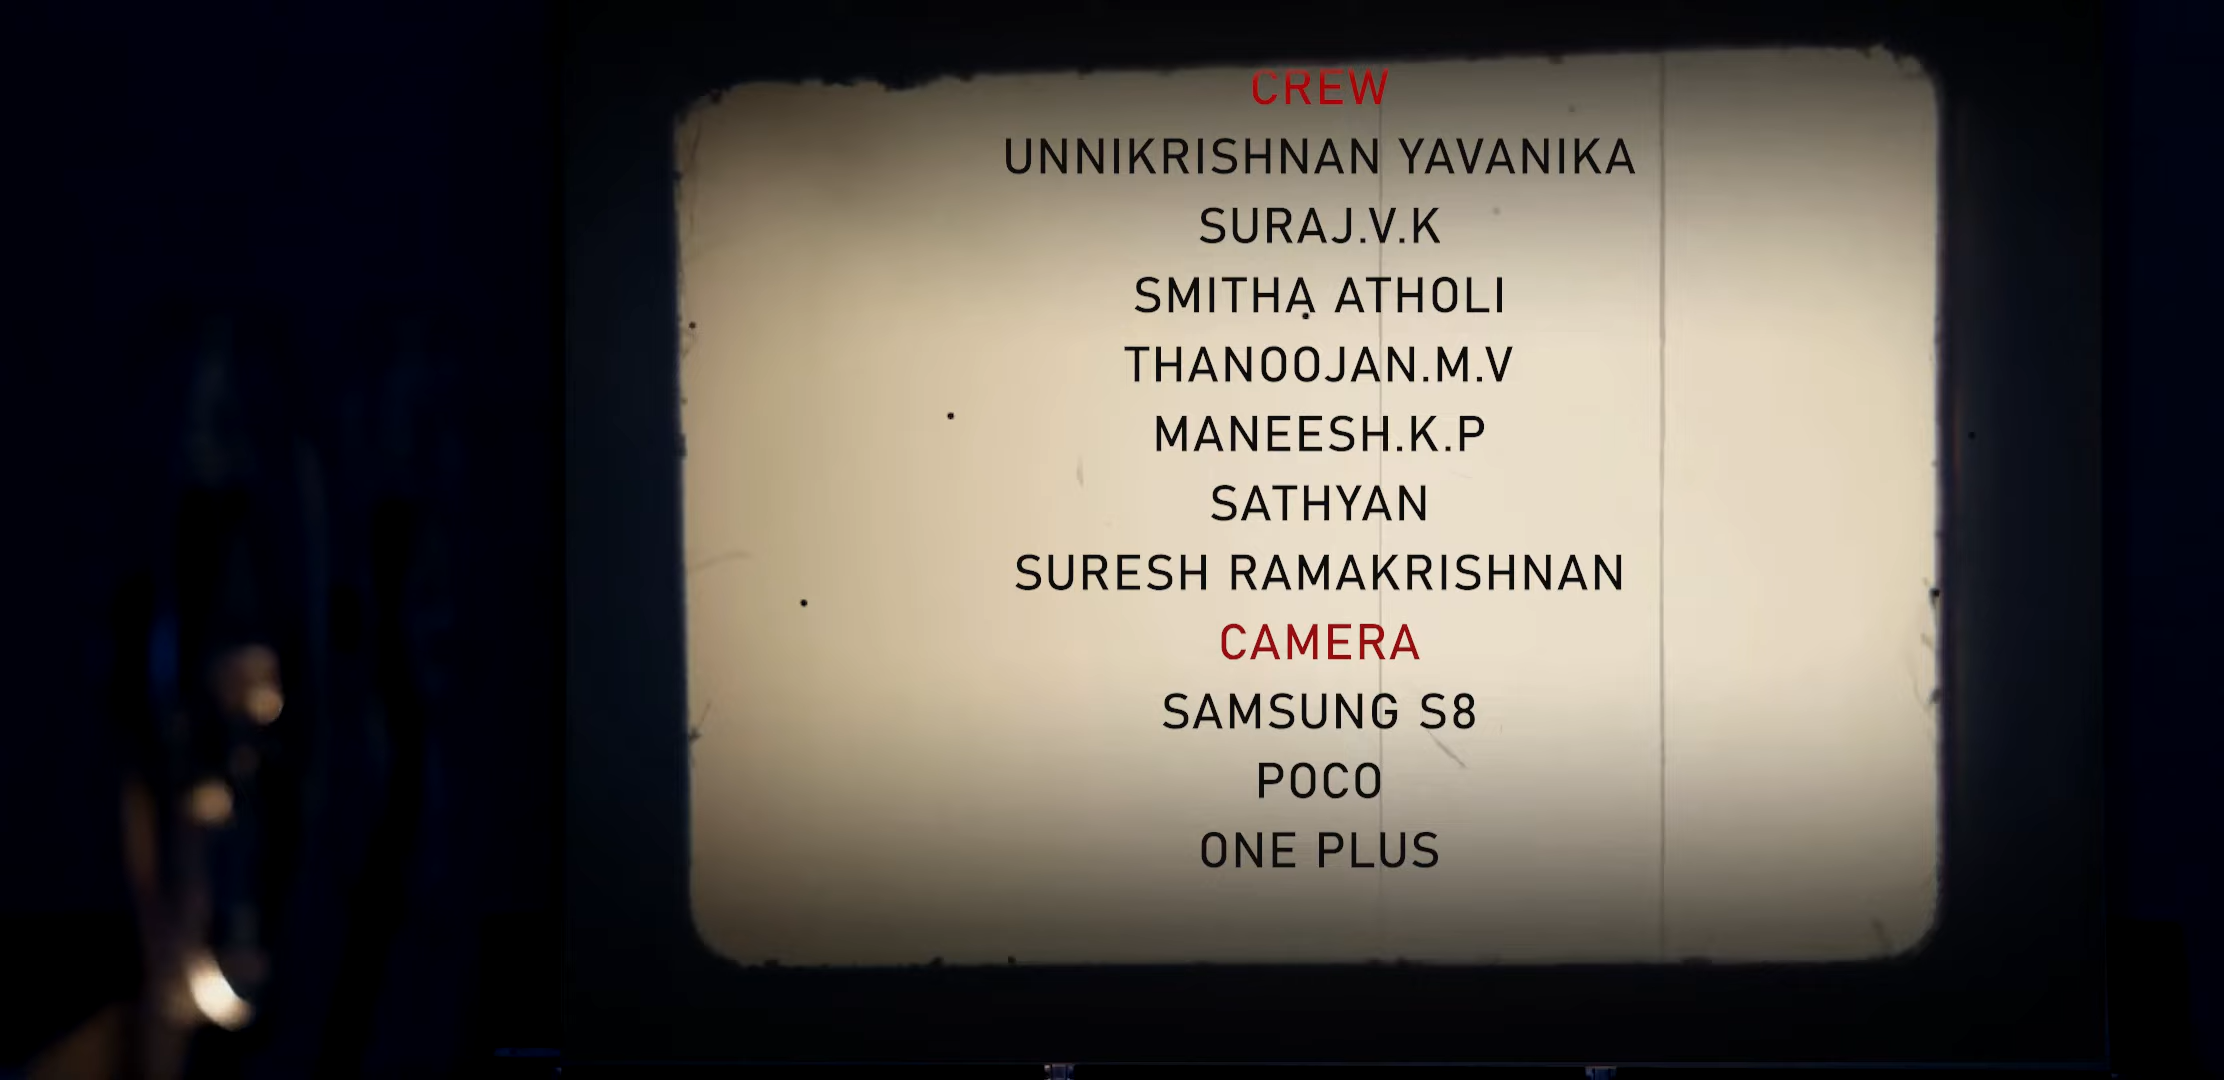 CREW
UNNIKRISHNAN YAVANIKA
SURAJ.V.K
SMITHA ATHOLI
THANOOJAN.M.V
MANEESH.K.P
SATHYAN
SURESH RAMAKRISHNAN
CAMERA
SAMSUNG S8
POCO
ONE PLUS